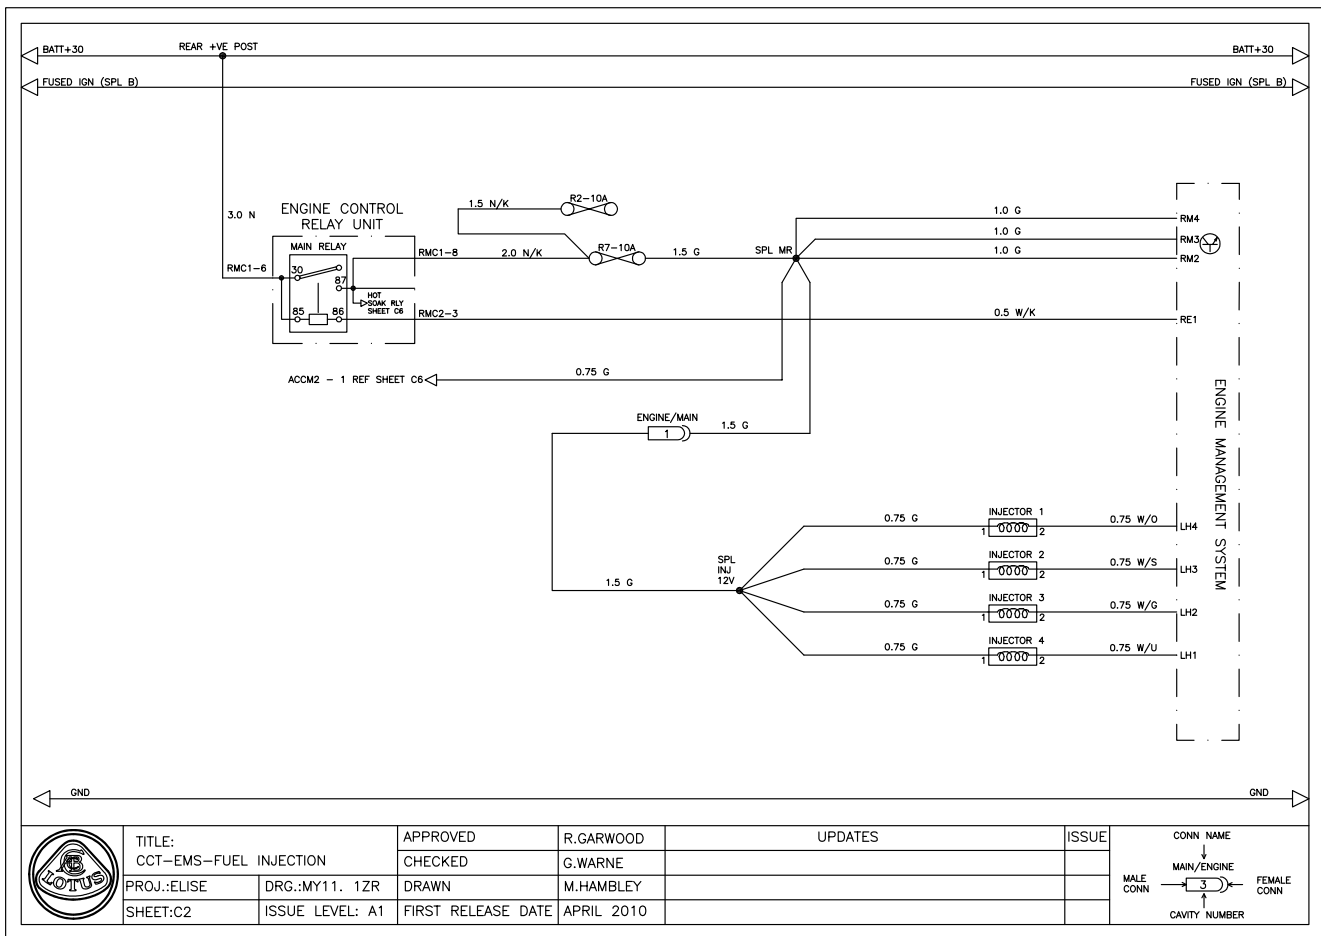 BATT+30
REAR +VE POST
BATT+30
FUSED IGN (SPL B)
FUSED IGN (SPL B)
3.0 N
ENGINE CONTROL
RELAY UNIT
MAIN RELAY
RMC1-6
30
87
HOT
SOAK RLY
SHEET C6
85
86
RMC1-8
RMC2-3
1.5 N/K
R2-10A
2.0 N/K
R7-10A
1.5 G
SPL MR
1.0 G
RM4
1.0 G
RM3
1.0 G
RM2
0.5 W/K
RE1
ACCM2 - 1 REF SHEET C6
0.75 G
ENGINE/MAIN
1
1.5 G
ENGINE MANAGEMENT SYSTEM
1.5 G
SPL
INJ
12V
0.75 G
INJECTOR 1
1
2
0.75 W/O
LH4
0.75 G
INJECTOR 2
1
2
0.75 W/S
LH3
0.75 G
INJECTOR 3
1
2
0.75 W/G
LH2
0.75 G
INJECTOR 4
1
2
0.75 W/U
LH1
GND
GND
LOTUS
TITLE:
CCT-EMS-FUEL INJECTION
PROJ.:ELISE
DRG.:MY11. 1ZR
SHEET:C2
ISSUE LEVEL: A1
APPROVED
R.GARWOOD
CHECKED
G.WARNE
DRAWN
M.HAMBLEY
FIRST RELEASE DATE
APRIL 2010
UPDATES
ISSUE
CONN NAME
MAIN/ENGINE
MALE
CONN
3
FEMALE
CONN
CAVITY NUMBER